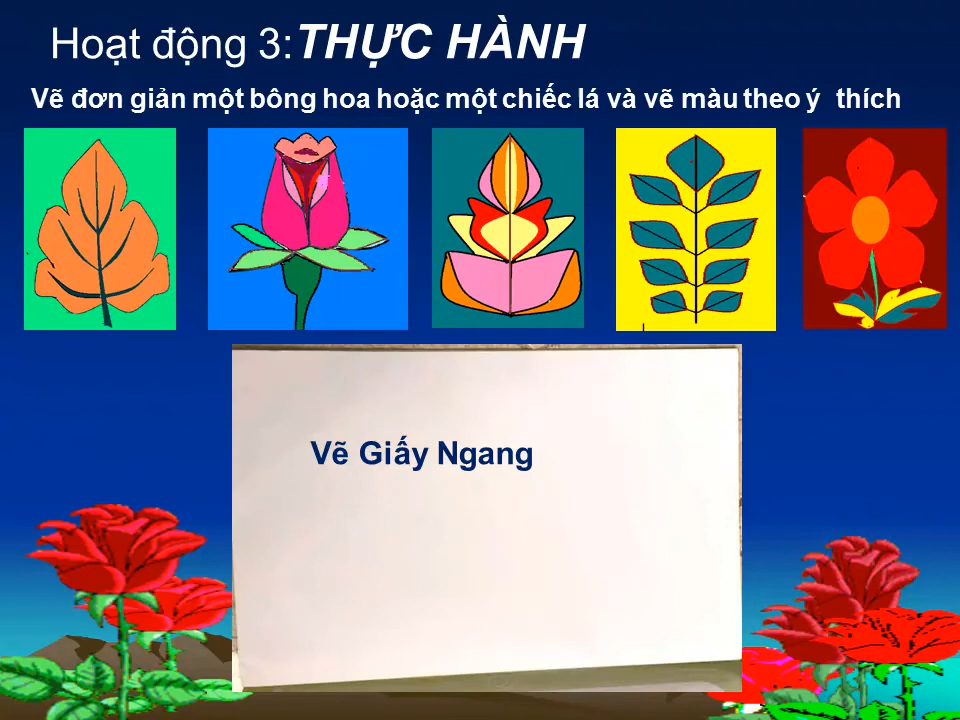 Hoạt động 3:THỰC HÀNH
Vẽ đơn giản một bông hoa hoặc một chiếc lá và vẽ màu theo ý thích
Vẽ Giấy Ngang